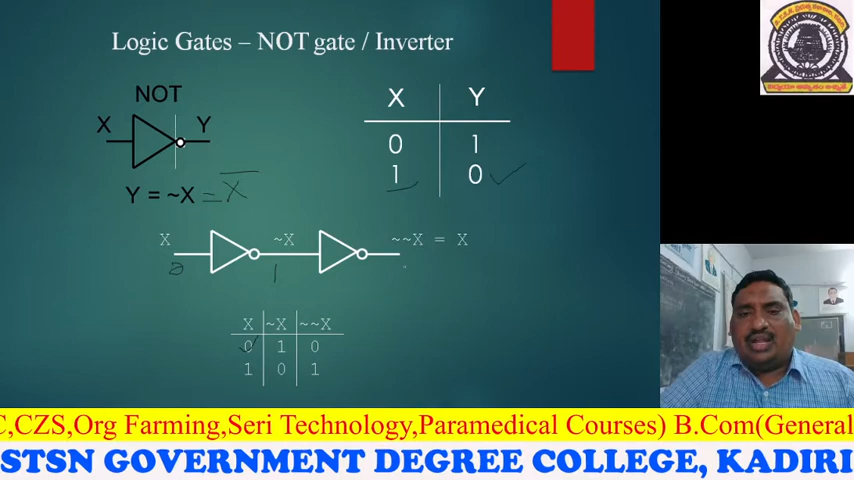 Logic Gates – NOT gate / Inverter
NOT
X Y
Y = ~X = X̅
X Y
0 1
1 0
X ~X ~~X = X
1
X ~X ~~X
0 1 0
1 0 1
C,CZS,Org Farming,Seri Technology,Paramedical Courses) B.Com(General
STSN GOVERNMENT DEGREE COLLEGE, KADIRI